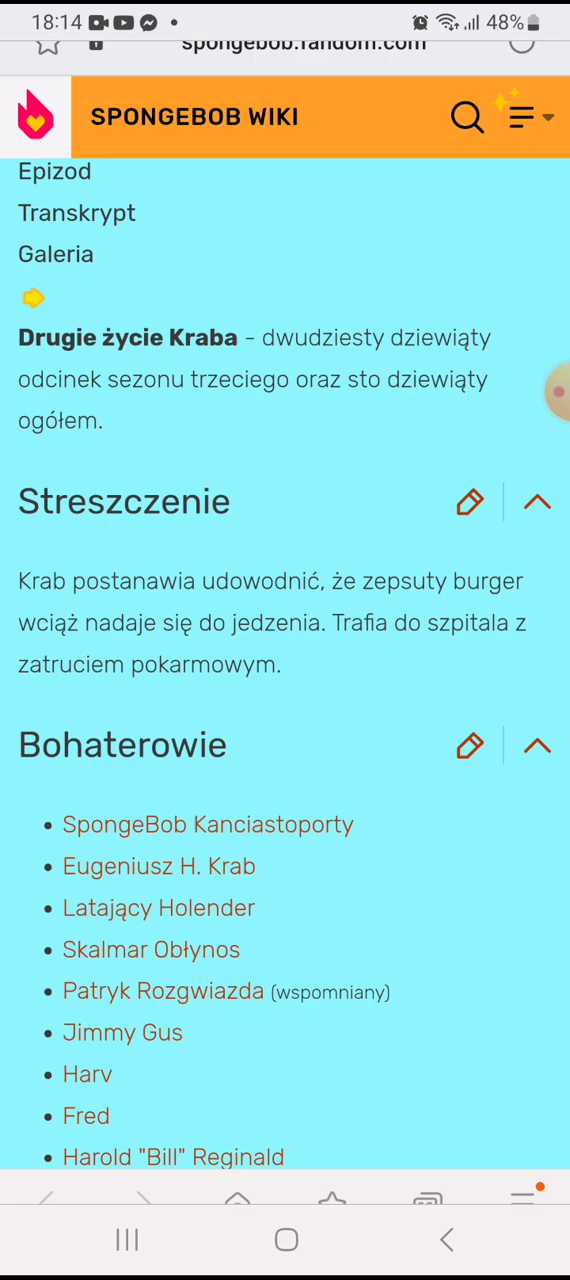 18:14 48%
spongebob.fandom.com
SPONGEBOB WIKI
Epizod
Transkrypt
Galeria
Drugie życie Kraba - dwudziesty dziewiąty
odcinek sezonu trzeciego oraz sto dziewiąty
ogółem.
Streszczenie
Krab postanawia udowodnić, że zepsuty burger
wciąż nadaje się do jedzenia. Trafia do szpitala z
zatruciem pokarmowym.
Bohaterowie
• SpongeBob Kanciastoporty
• Eugeniusz H. Krab
• Latający Holender
• Skalmar Obłynos
• Patryk Rozgwiazda (wspomniany)
• Jimmy Gus
• Harv
• Fred
• Harold "Bill" Reginald